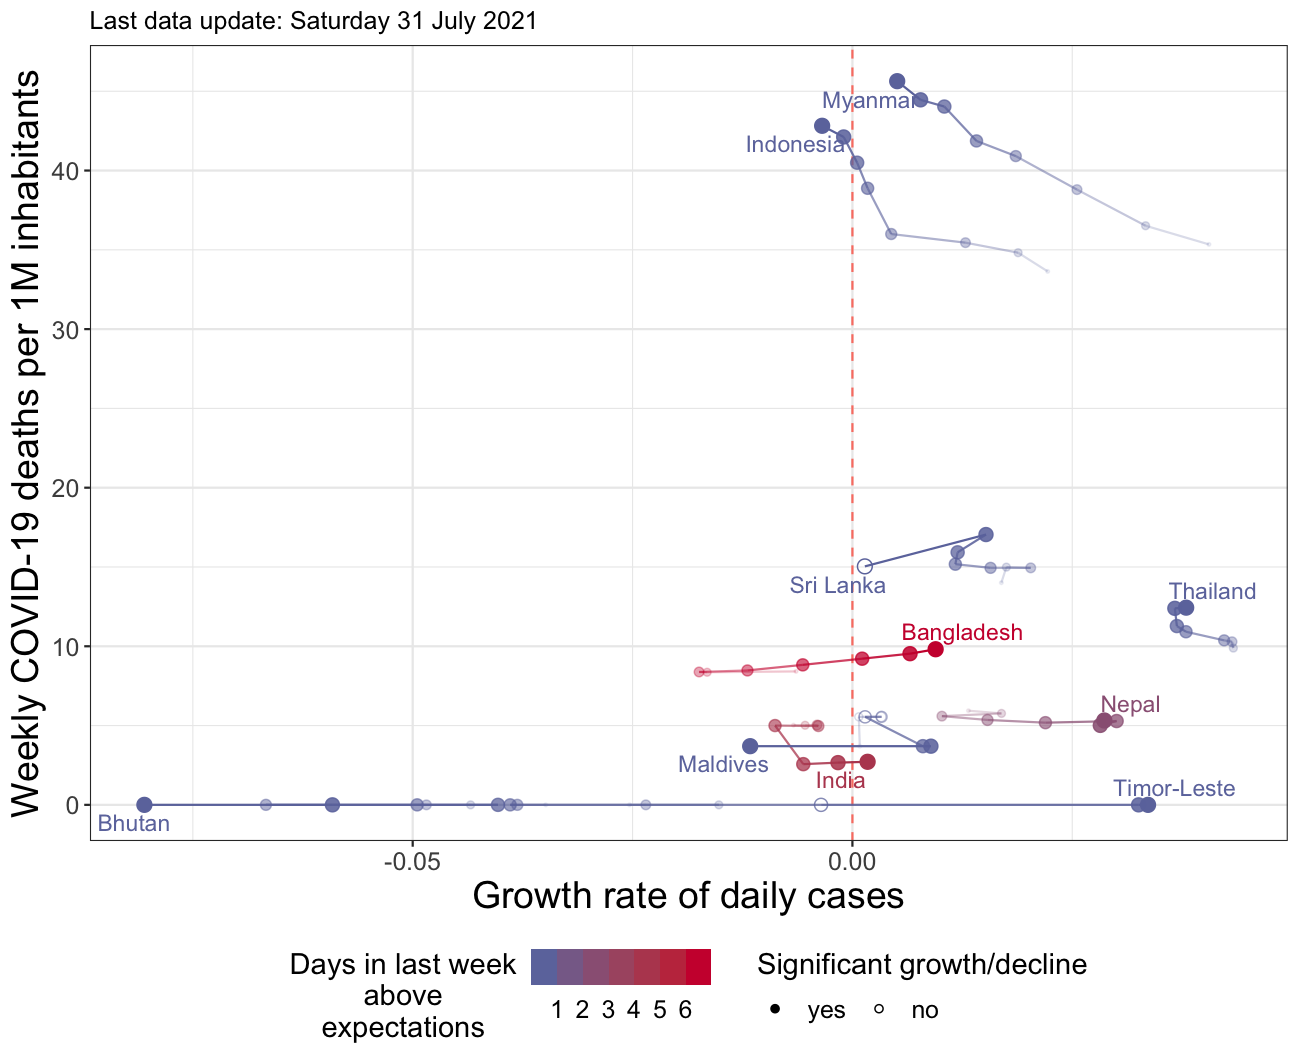 Last data update: Saturday 31 July 2021
Weekly COVID-19 deaths per 1M inhabitants
40
30
20
10
0
Myanmar
Indonesia
Sri Lanka
Thailand
Bangladesh
Nepal
Maldives
India
Timor-Leste
Bhutan
-0.05
0.00
Growth rate of daily cases
Days in last week
above
expectations
1 2 3 4 5 6
Significant growth/decline
yes
no